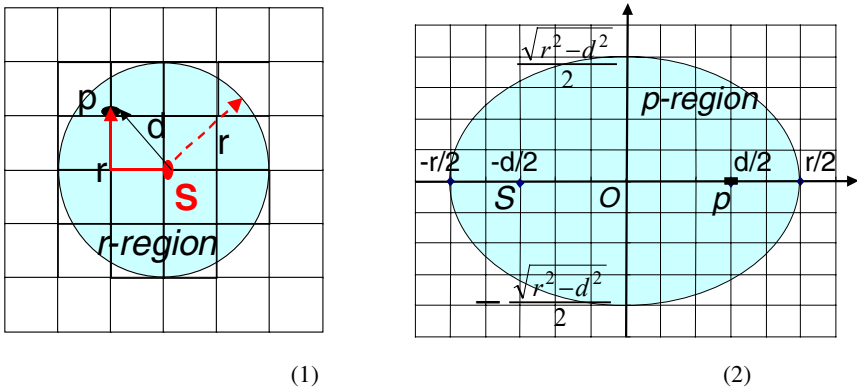 p
d
r
r
S
r-region
(1)
√(r²−d²)/2
p-region
-r/2 -d/2 d/2 r/2
S O p
−√(r²−d²)/2
(2)